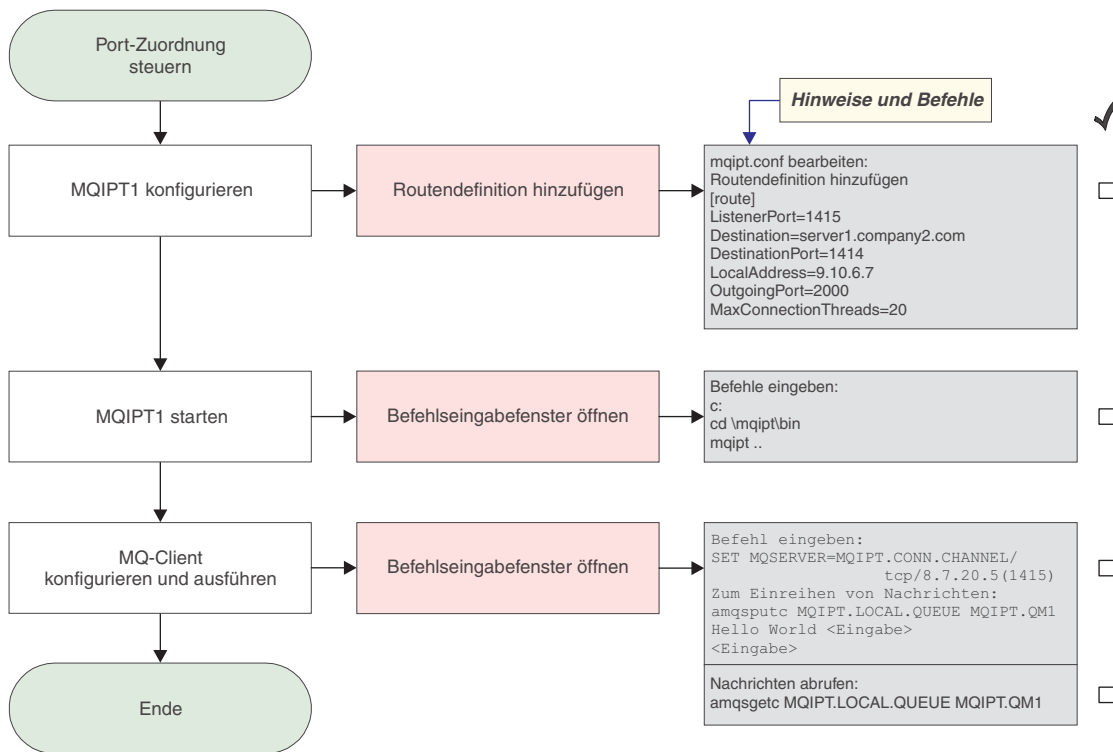 Port-Zuordnung
steuern
Hinweise und Befehle
MQIPT1 konfigurieren
Routendefinition hinzufügen
mqipt.conf bearbeiten:
Routendefinition hinzufügen
[route]
ListenerPort=1415
Destination=server1.company2.com
DestinationPort=1414
LocalAddress=9.10.6.7
OutgoingPort=2000
MaxConnectionThreads=20
MQIPT1 starten
Befehlseingabefenster öffnen
Befehle eingeben:
c:
cd \mqipt\bin
mqipt ..
MQ-Client
konfigurieren und ausführen
Befehlseingabefenster öffnen
Befehl eingeben:
SET MQSERVER=MQIPT.CONN.CHANNEL/
tcp/8.7.20.5(1415)
Zum Einreihen von Nachrichten:
amqsputc MQIPT.LOCAL.QUEUE MQIPT.QM1
Hello World <Eingabe>
<Eingabe>
Ende
Nachrichten abrufen:
amqsgetc MQIPT.LOCAL.QUEUE MQIPT.QM1